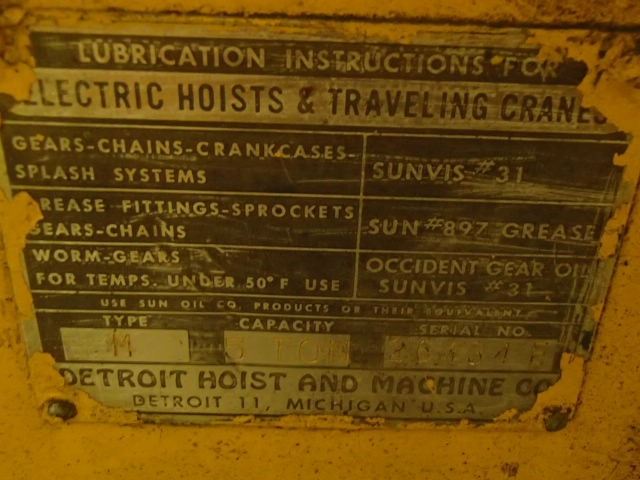 LUBRICATION INSTRUCTIONS FOR
ELECTRIC HOISTS & TRAVELING CRANES
GEARS-CHAINS-CRANKCASES-
SPLASH SYSTEMS
SUNVIS #31
GREASE FITTINGS-SPROCKETS
GEARS-CHAINS
SUN #897 GREASE
WORM-GEARS
FOR TEMPS. UNDER 50°F USE
OCCIDENT GEAR OIL
SUNVIS #31
USE SUN OIL CO. PRODUCTS OR THEIR EQUIVALENT
TYPE
CAPACITY
SERIAL NO.
M
3 TON
DETROIT HOIST AND MACHINE CO
DETROIT 11, MICHIGAN U.S.A.